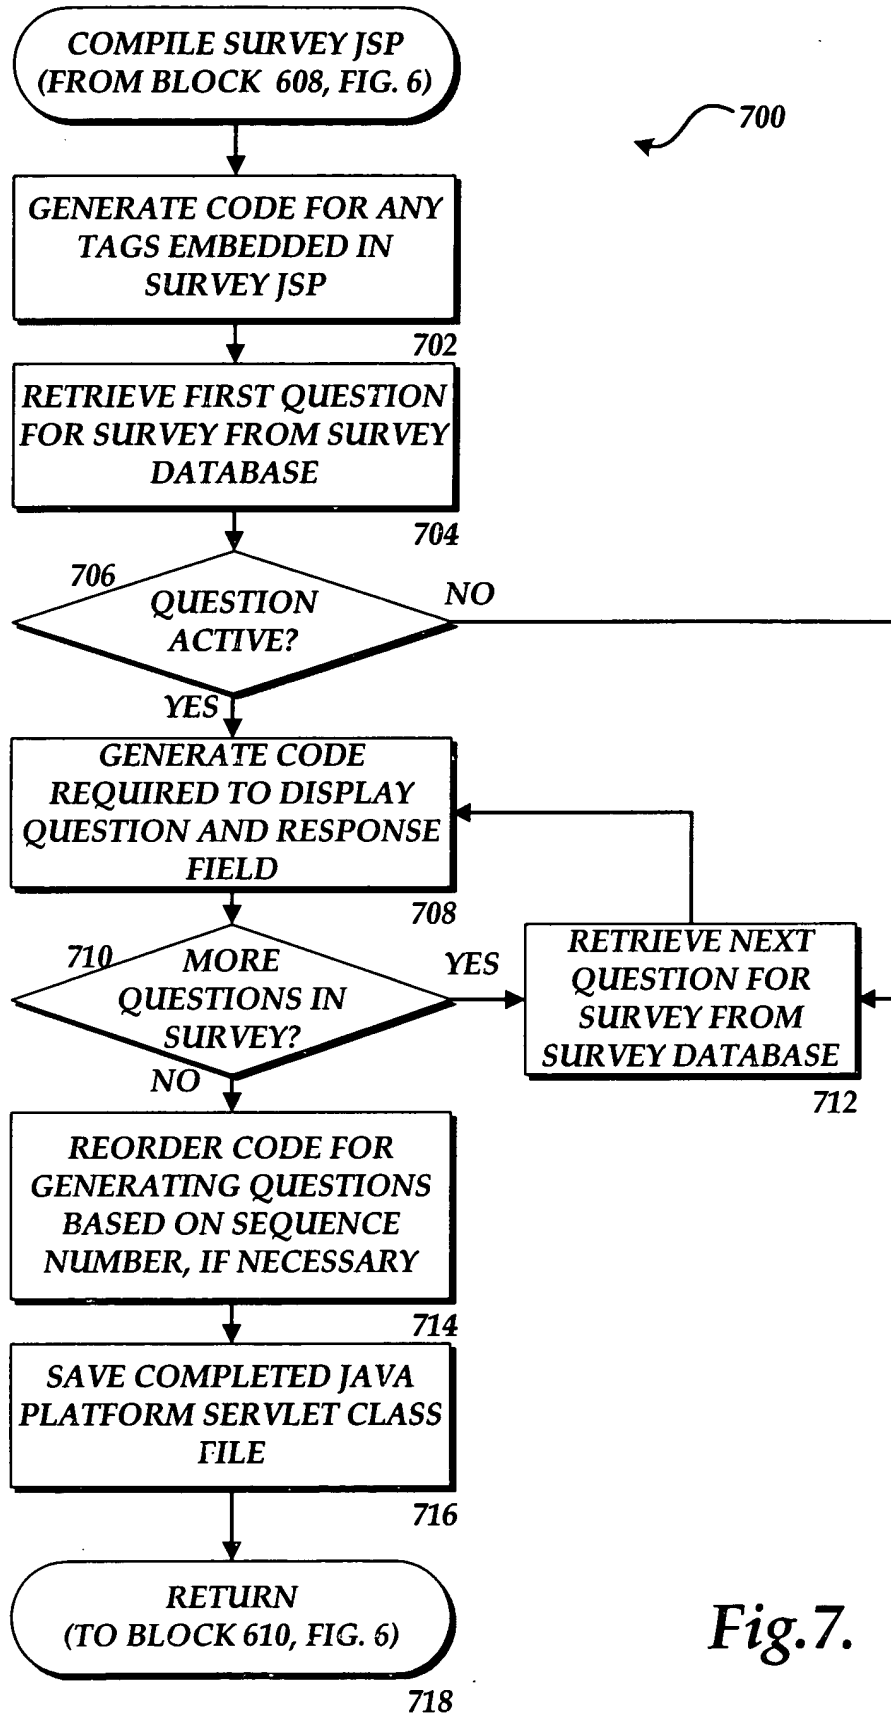 COMPILE SURVEY JSP
(FROM BLOCK 608, FIG. 6)
700
GENERATE CODE FOR ANY
TAGS EMBEDDED IN
SURVEY JSP
702
RETRIEVE FIRST QUESTION
FOR SURVEY FROM SURVEY
DATABASE
704
706
QUESTION
ACTIVE?
NO
YES
GENERATE CODE
REQUIRED TO DISPLAY
QUESTION AND RESPONSE
FIELD
708
710
MORE
QUESTIONS IN
SURVEY?
YES
NO
RETRIEVE NEXT
QUESTION FOR
SURVEY FROM
SURVEY DATABASE
712
REORDER CODE FOR
GENERATING QUESTIONS
BASED ON SEQUENCE
NUMBER, IF NECESSARY
714
SAVE COMPLETED JAVA
PLATFORM SERVLET CLASS
FILE
716
RETURN
(TO BLOCK 610, FIG. 6)
718
Fig.7.